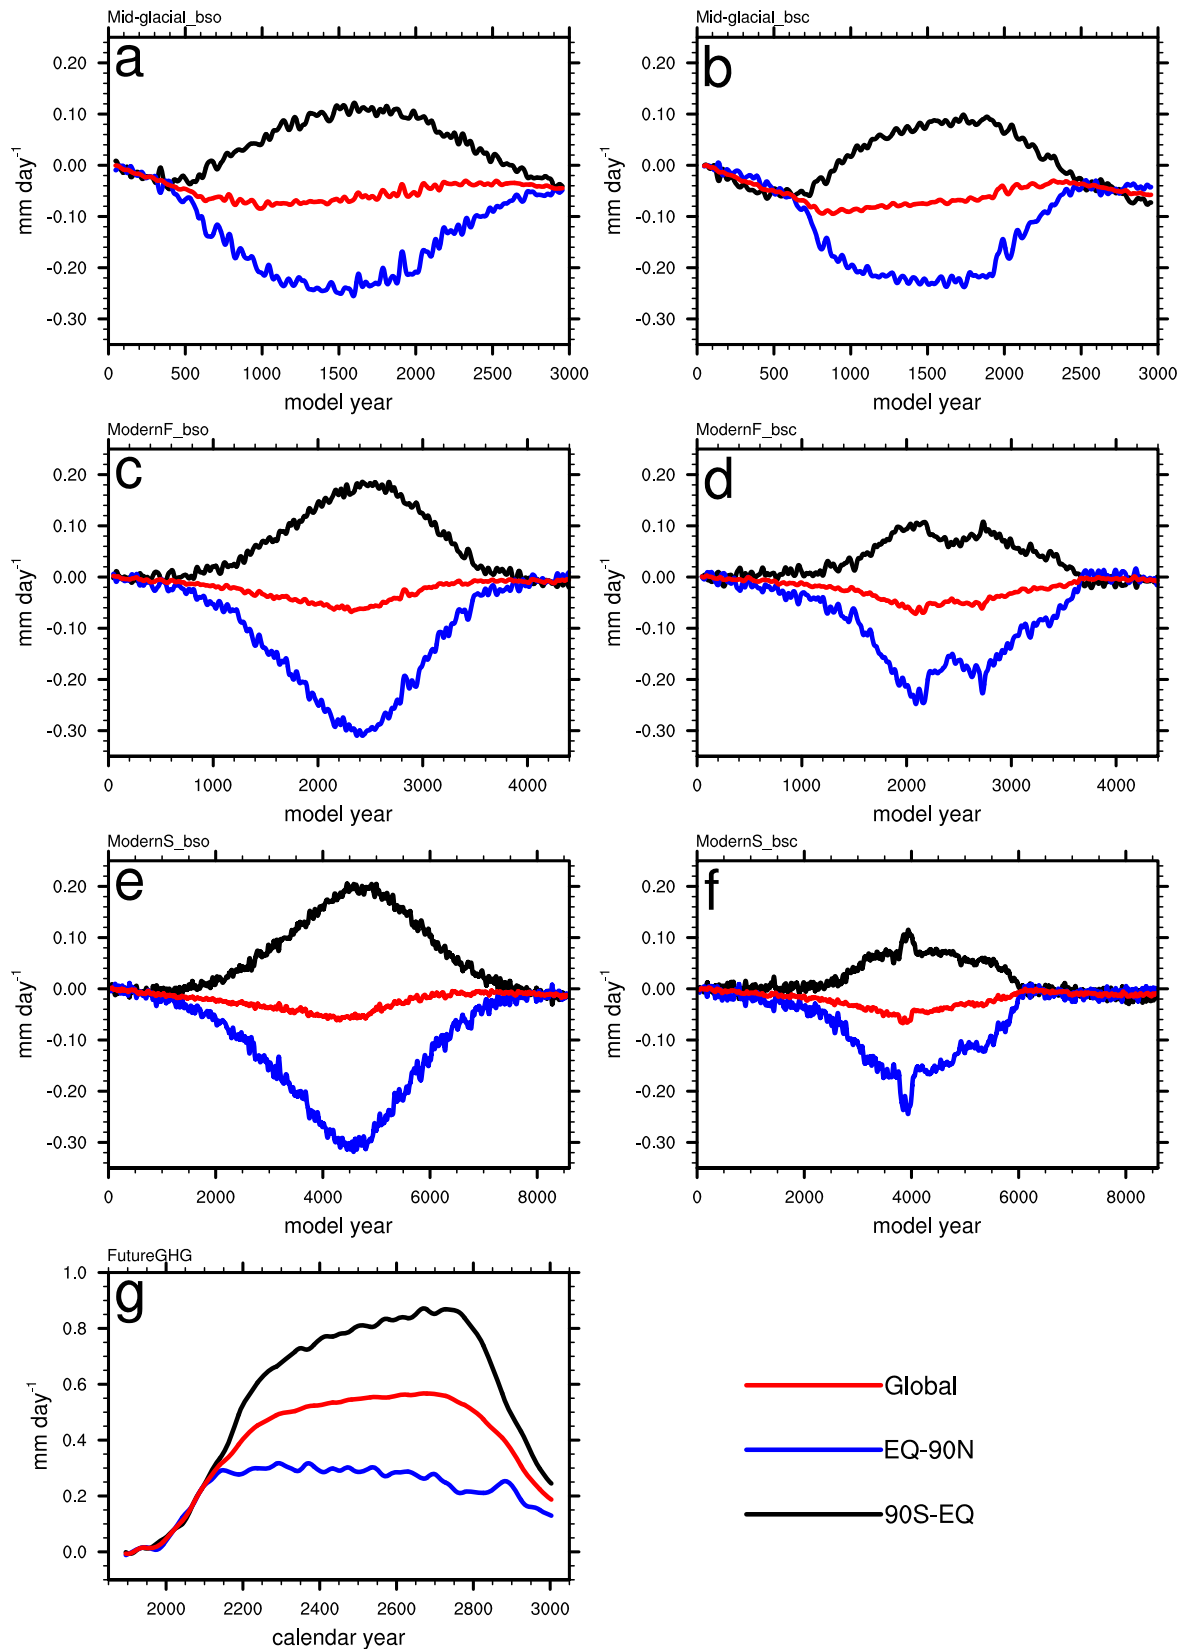 Mid-glacial_bso
a
0.20
0.10
0.00
-0.10
-0.20
-0.30
mm day-1
0 500 1000 1500 2000 2500 3000
model year
Mid-glacial_bsc
b
0.20
0.10
0.00
-0.10
-0.20
-0.30
mm day-1
0 500 1000 1500 2000 2500 3000
model year
ModernF_bso
c
0.20
0.10
0.00
-0.10
-0.20
-0.30
mm day-1
0 1000 2000 3000 4000
model year
ModernF_bsc
d
0.20
0.10
0.00
-0.10
-0.20
-0.30
mm day-1
0 1000 2000 3000 4000
model year
ModernS_bso
e
0.20
0.10
0.00
-0.10
-0.20
-0.30
mm day-1
0 2000 4000 6000 8000
model year
ModernS_bsc
f
0.20
0.10
0.00
-0.10
-0.20
-0.30
mm day-1
0 2000 4000 6000 8000
model year
FutureGHG
g
1.0
0.8
0.6
0.4
0.2
0.0
mm day-1
2000 2200 2400 2600 2800 3000
calendar year
Global
EQ-90N
90S-EQ